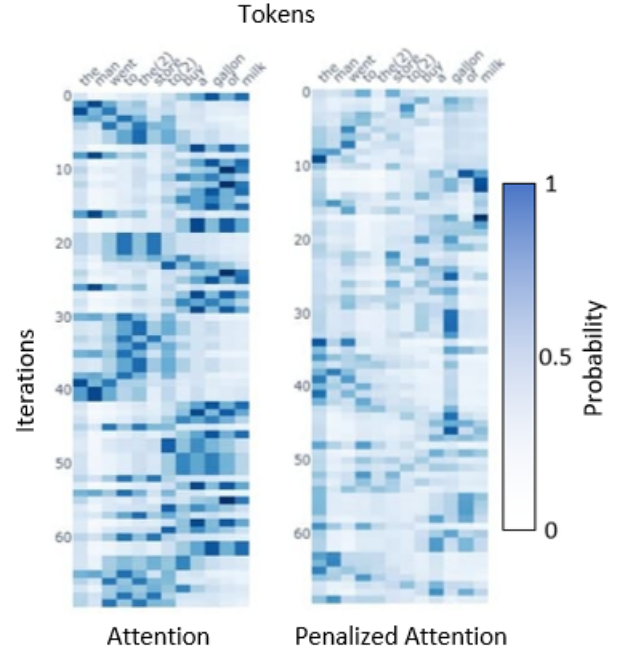 Tokens
the man went to the(2) store to(2) buy a gallon of milk
the man went to the(2) store to(2) buy a gallon of milk
0
10
20
30
40
50
60
0
10
20
30
40
50
60
1
0.5
0
Iterations
Probability
Attention
Penalized Attention